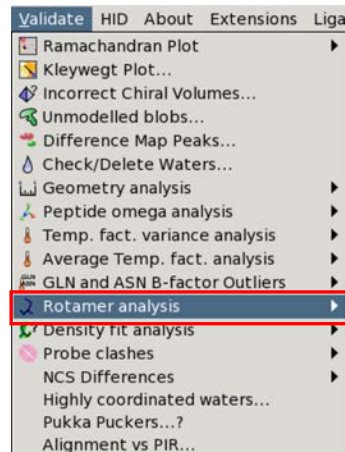 Validate HID About Extensions Liga
Ramachandran Plot
Kleywegt Plot...
Incorrect Chiral Volumes...
Unmodelled blobs...
Difference Map Peaks...
Check/Delete Waters...
Geometry analysis
Peptide omega analysis
Temp. fact. variance analysis
Average Temp. fact. analysis
GLN and ASN B-factor Outliers
Rotamer analysis
Density fit analysis
Probe clashes
NCS Differences
Highly coordinated waters...
Pukka Puckers...?
Alignment vs PIR...